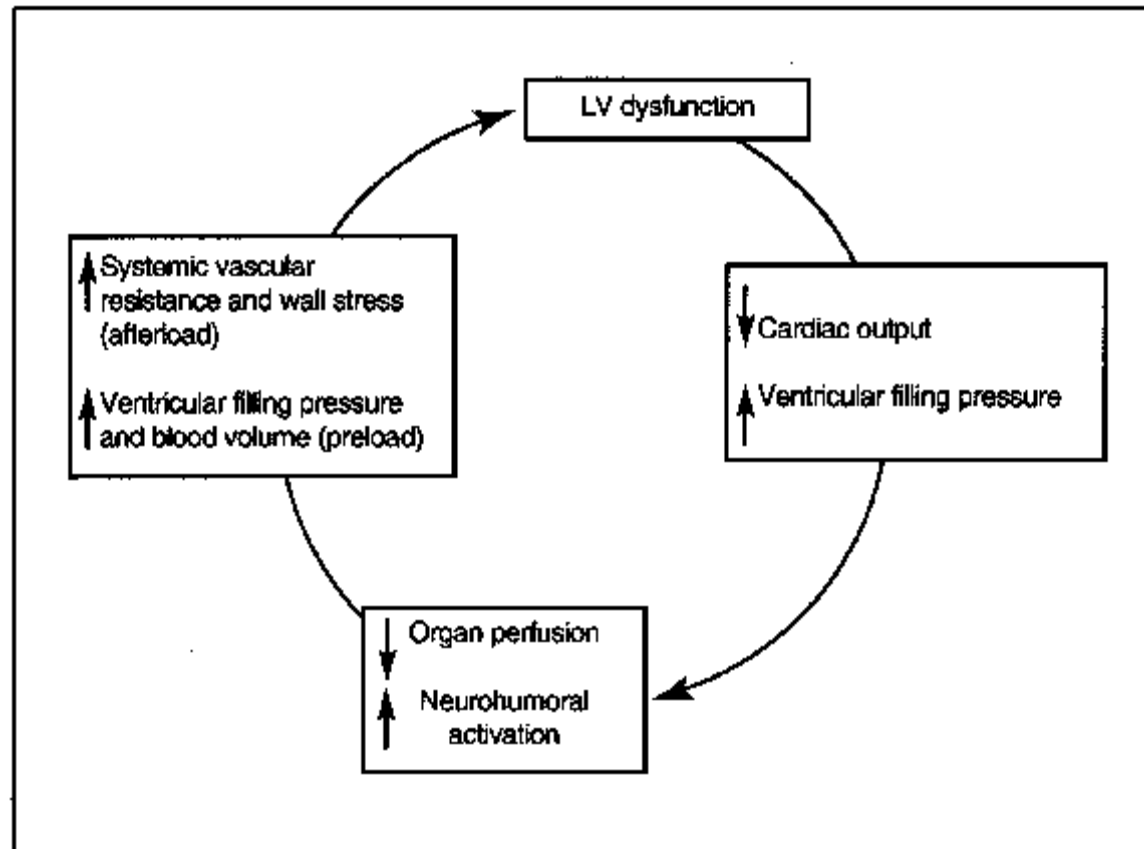 LV dysfunction
↓ Cardiac output
↑ Ventricular filling pressure
↓ Organ perfusion
↑ Neurohumoral
activation
↑ Systemic vascular
resistance and wall stress
(afterload)
↑ Ventricular filling pressure
and blood volume (preload)